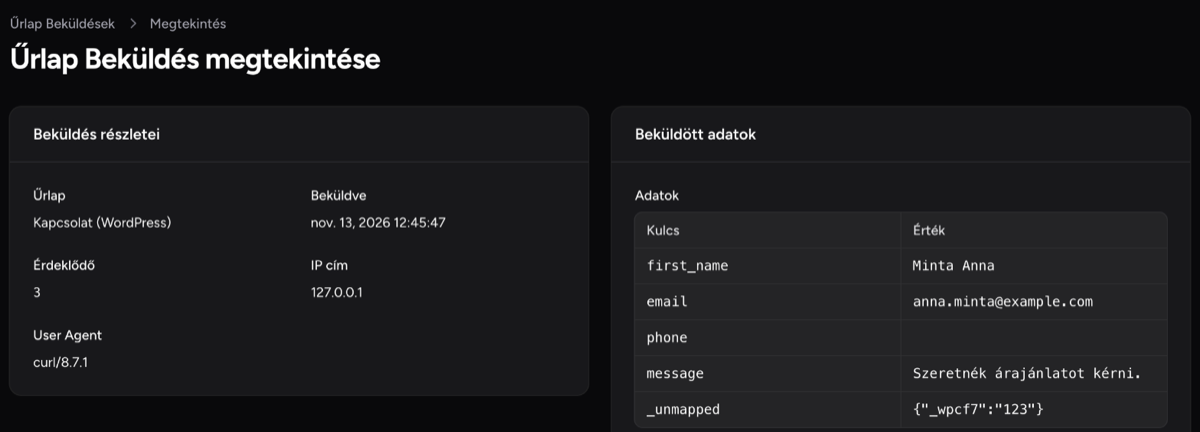 Űrlap Beküldések > Megtekintés
Űrlap Beküldés megtekintése
Beküldés részletei
Űrlap Beküldve
Kapcsolat (WordPress) nov. 13, 2026 12:45:47
Érdeklődő IP cím
3 127.0.0.1
User Agent
curl/8.7.1
Beküldött adatok
Adatok
Kulcs Érték
first_name Minta Anna
email anna.minta@example.com
phone
message Szeretnék árajánlatot kérni.
_unmapped {"_wpcf7":"123"}